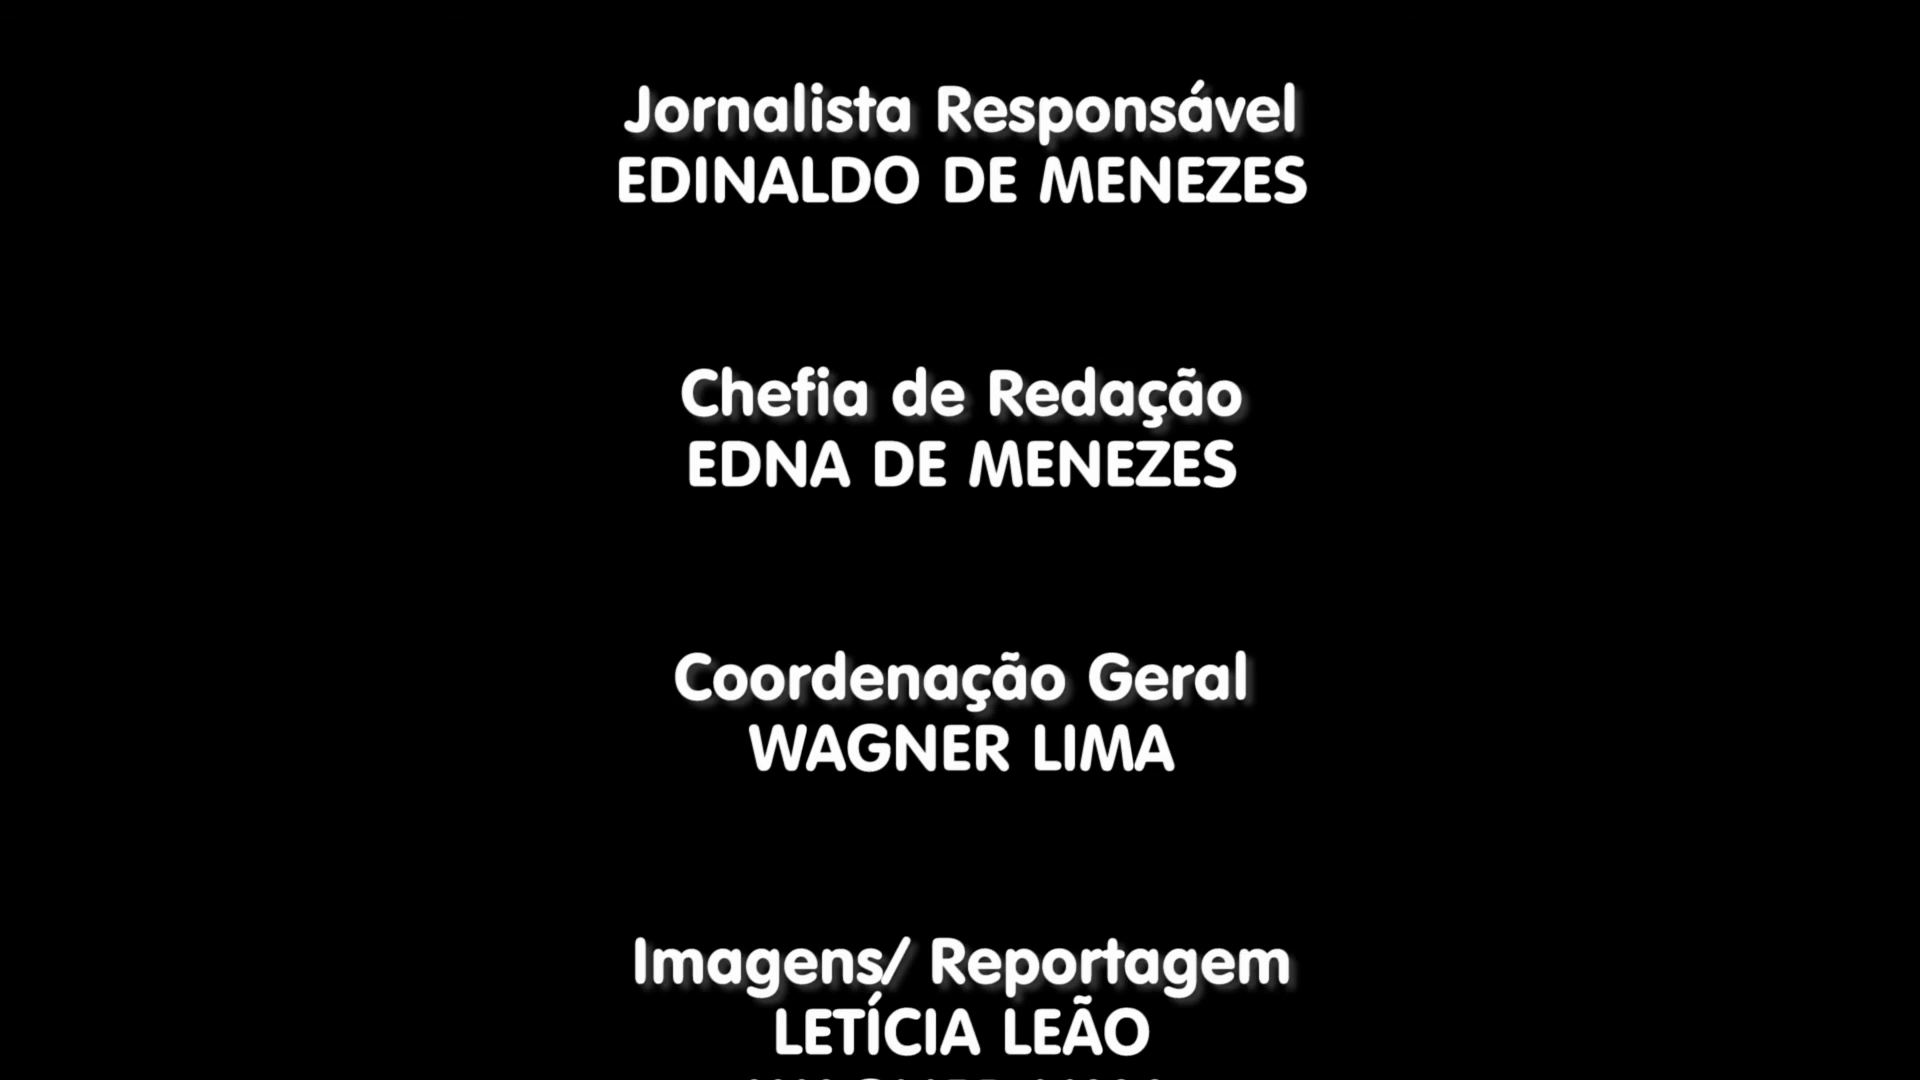 Jornalista Responsável
EDINALDO DE MENEZES
Chefia de Redação
EDNA DE MENEZES
Coordenação Geral
WAGNER LIMA
Imagens/ Reportagem
LETÍCIA LEÃO